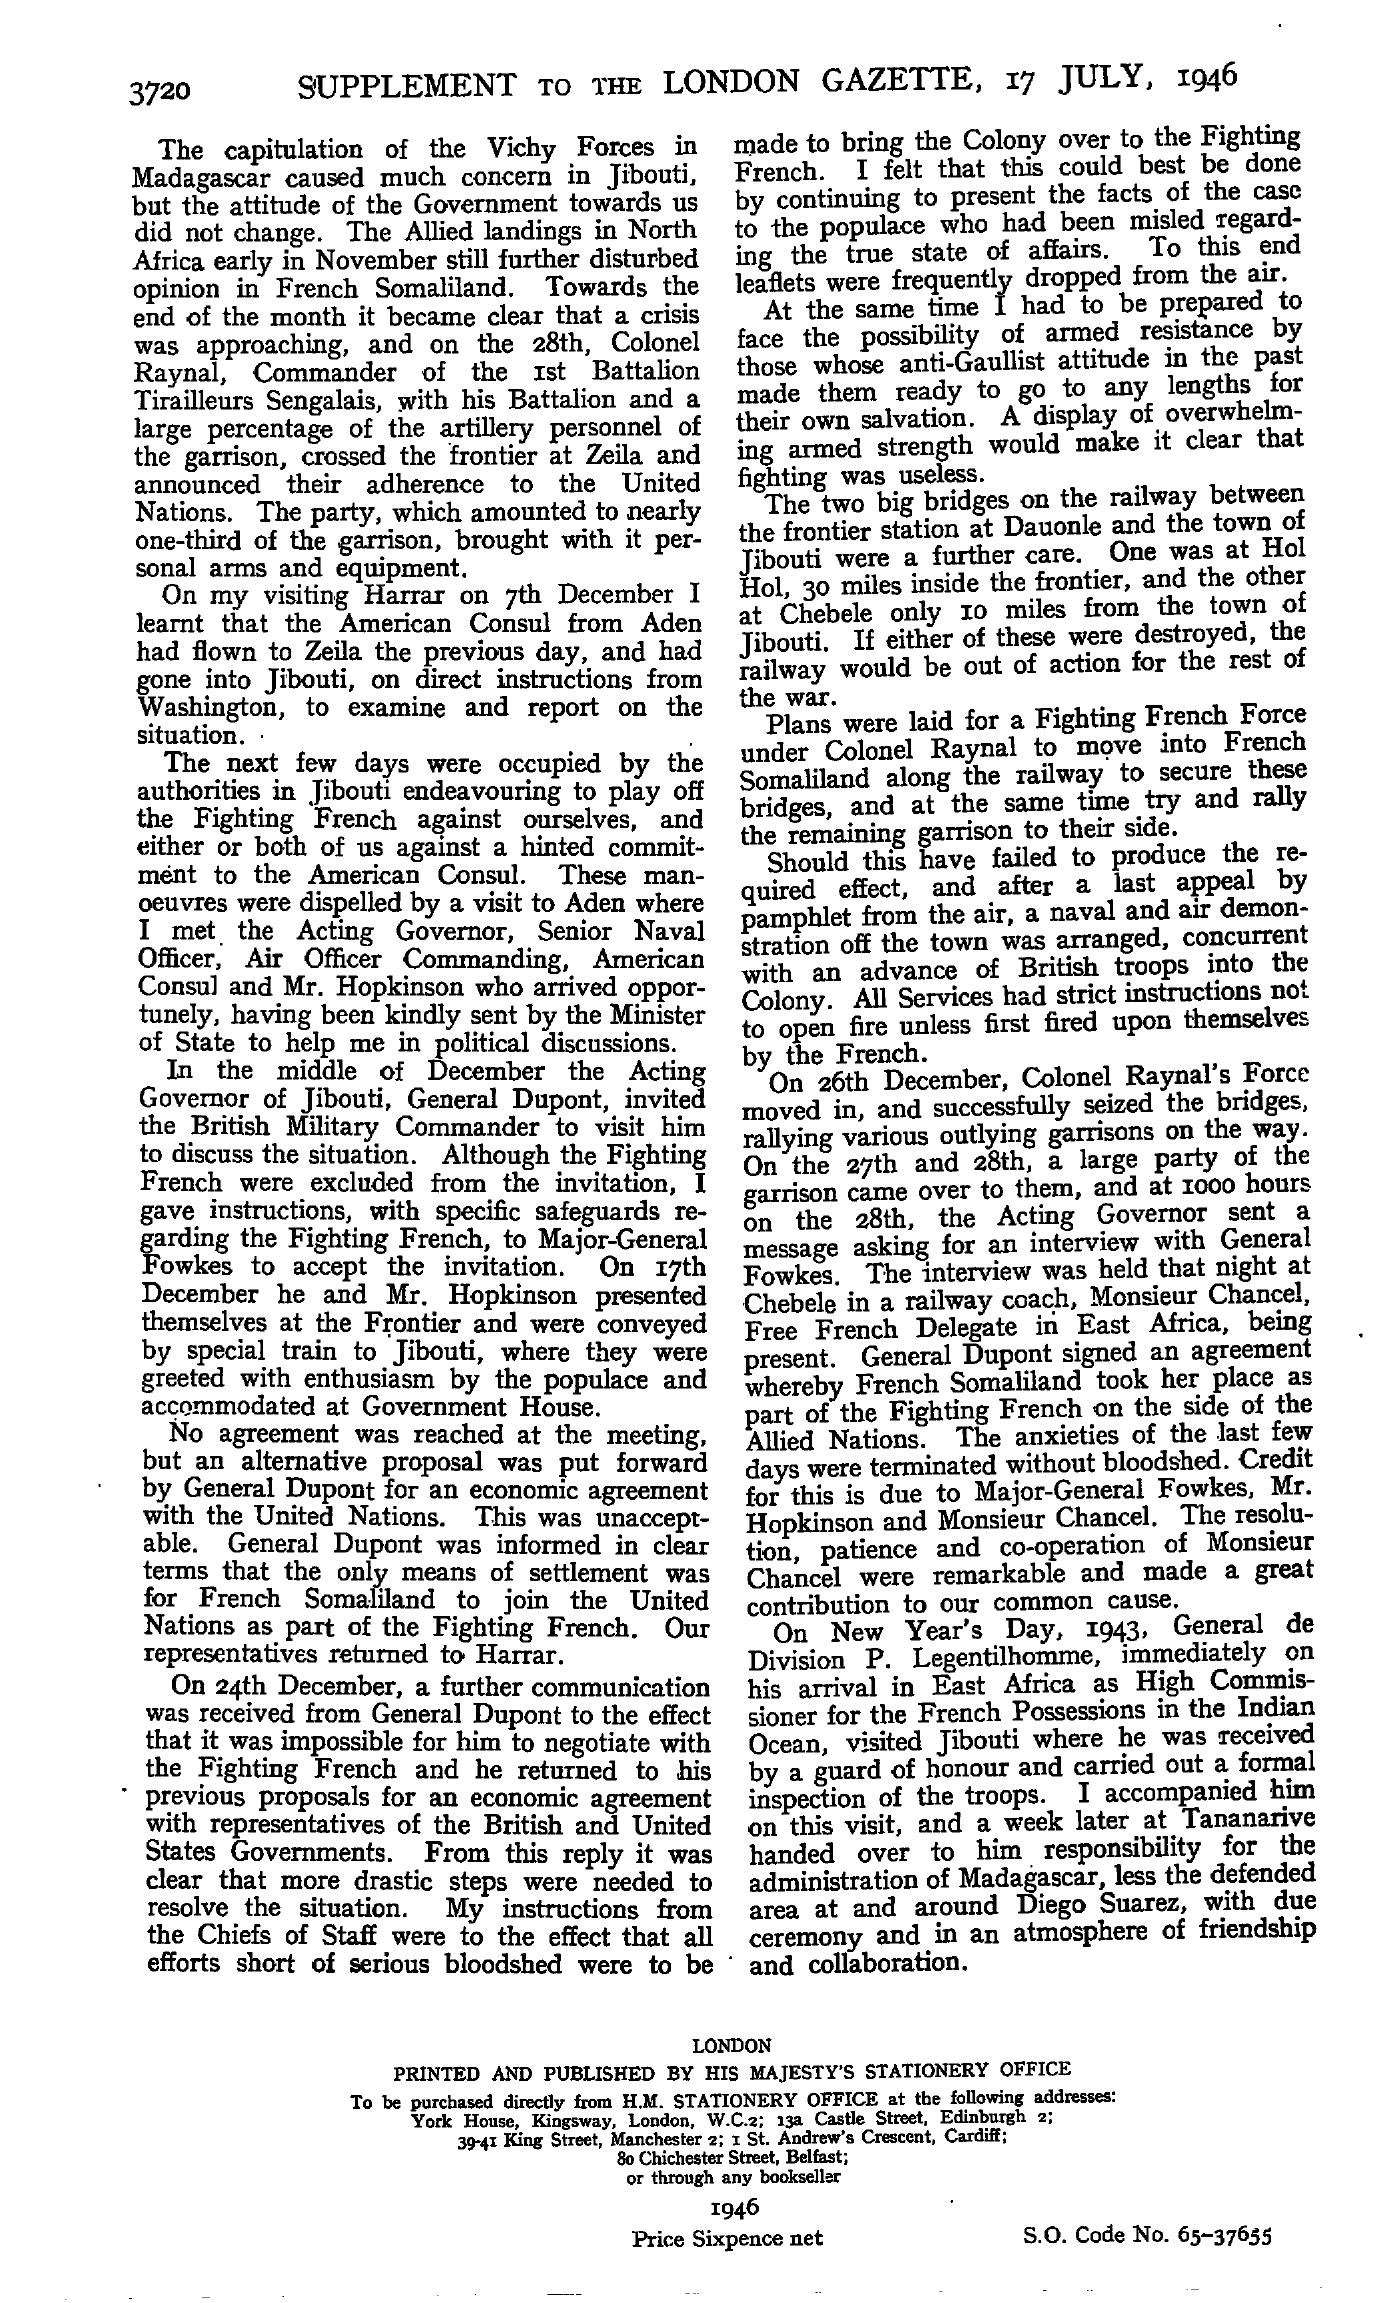 3720 SUPPLEMENT TO THE LONDON GAZETTE, 17 JULY, 1946
The capitulation of the Vichy Forces in
Madagascar caused much concern in Jibouti,
but the attitude of the Government towards us
did not change. The Allied landings in North
Africa early in November still further disturbed
opinion in French Somaliland. Towards the
end of the month it became clear that a crisis
was approaching, and on the 28th, Colonel
Raynal, Commander of the 1st Battalion
Tirailleurs Sengalais, with his Battalion and a
large percentage of the artillery personnel of
the garrison, crossed the frontier at Zeila and
announced their adherence to the United
Nations. The party, which amounted to nearly
one-third of the garrison, brought with it per-
sonal arms and equipment.
On my visiting Harrar on 7th December I
learnt that the American Consul from Aden
had flown to Zeila the previous day, and had
gone into Jibouti, on direct instructions from
Washington, to examine and report on the
situation.
The next few days were occupied by the
authorities in Jibouti endeavouring to play off
the Fighting French against ourselves, and
either or both of us against a hinted commit-
ment to the American Consul. These man-
oeuvres were dispelled by a visit to Aden where
I met the Acting Governor, Senior Naval
Officer, Air Officer Commanding, American
Consul and Mr. Hopkinson who arrived oppor-
tunely, having been kindly sent by the Minister
of State to help me in political discussions.
In the middle of December the Acting
Governor of Jibouti, General Dupont, invited
the British Military Commander to visit him
to discuss the situation. Although the Fighting
French were excluded from the invitation, I
gave instructions, with specific safeguards re-
garding the Fighting French, to Major-General
Fowkes to accept the invitation. On 17th
December he and Mr. Hopkinson presented
themselves at the Frontier and were conveyed
by special train to Jibouti, where they were
greeted with enthusiasm by the populace and
accommodated at Government House.
No agreement was reached at the meeting,
but an alternative proposal was put forward
by General Dupont for an economic agreement
with the United Nations. This was unaccept-
able. General Dupont was informed in clear
terms that the only means of settlement was
for French Somaliland to join the United
Nations as part of the Fighting French. Our
representatives returned to Harrar.
On 24th December, a further communication
was received from General Dupont to the effect
that it was impossible for him to negotiate with
the Fighting French and he returned to his
previous proposals for an economic agreement
with representatives of the British and United
States Governments. From this reply it was
clear that more drastic steps were needed to
resolve the situation. My instructions from
the Chiefs of Staff were to the effect that all
efforts short of serious bloodshed were to be
made to bring the Colony over to the Fighting
French. I felt that this could best be done
by continuing to present the facts of the case
to the populace who had been misled regard-
ing the true state of affairs. To this end
leaflets were frequently dropped from the air.
At the same time I had to be prepared to
face the possibility of armed resistance by
those whose anti-Gaullist attitude in the past
made them ready to go to any lengths for
their own salvation. A display of overwhelm-
ing armed strength would make it clear that
fighting was useless.
The two big bridges on the railway between
the frontier station at Dauonle and the town of
Jibouti were a further care. One was at Hol
Hol, 30 miles inside the frontier, and the other
at Chebele only 10 miles from the town of
Jibouti. If either of these were destroyed, the
railway would be out of action for the rest of
the war.
Plans were laid for a Fighting French Force
under Colonel Raynal to move into French
Somaliland along the railway to secure these
bridges, and at the same time try and rally
the remaining garrison to their side.
Should this have failed to produce the re-
quired effect, and after a last appeal by
pamphlet from the air, a naval and air demon-
stration off the town was arranged, concurrent
with an advance of British troops into the
Colony. All Services had strict instructions not
to open fire unless first fired upon themselves
by the French.
On 26th December, Colonel Raynal's Force
moved in, and successfully seized the bridges,
rallying various outlying garrisons on the way.
On the 27th and 28th, a large party of the
garrison came over to them, and at 1000 hours
on the 28th, the Acting Governor sent a
message asking for an interview with General
Fowkes. The interview was held that night at
Chebele in a railway coach, Monsieur Chancel,
Free French Delegate in East Africa, being
present. General Dupont signed an agreement
whereby French Somaliland took her place as
part of the Fighting French on the side of the
Allied Nations. The anxieties of the last few
days were terminated without bloodshed. Credit
for this is due to Major-General Fowkes, Mr.
Hopkinson and Monsieur Chancel. The resolu-
tion, patience and co-operation of Monsieur
Chancel were remarkable and made a great
contribution to our common cause.
On New Year's Day, 1943, General de
Division P. Legentilhomme, immediately on
his arrival in East Africa as High Commis-
sioner for the French Possessions in the Indian
Ocean, visited Jibouti where he was received
by a guard of honour and carried out a formal
inspection of the troops. I accompanied him
on this visit, and a week later at Tananarive
handed over to him responsibility for the
administration of Madagascar, less the defended
area at and around Diego Suarez, with due
ceremony and in an atmosphere of friendship
and collaboration.
LONDON
PRINTED AND PUBLISHED BY HIS MAJESTY'S STATIONERY OFFICE
To be purchased directly from H.M. STATIONERY OFFICE at the following addresses:
York House, Kingsway, London, W.C.2; 13a Castle Street, Edinburgh 2;
39-41 King Street, Manchester 2; 1 St. Andrew's Crescent, Cardiff;
80 Chichester Street, Belfast;
or through any bookseller
1946
Price Sixpence net
S.O. Code No. 65-37655